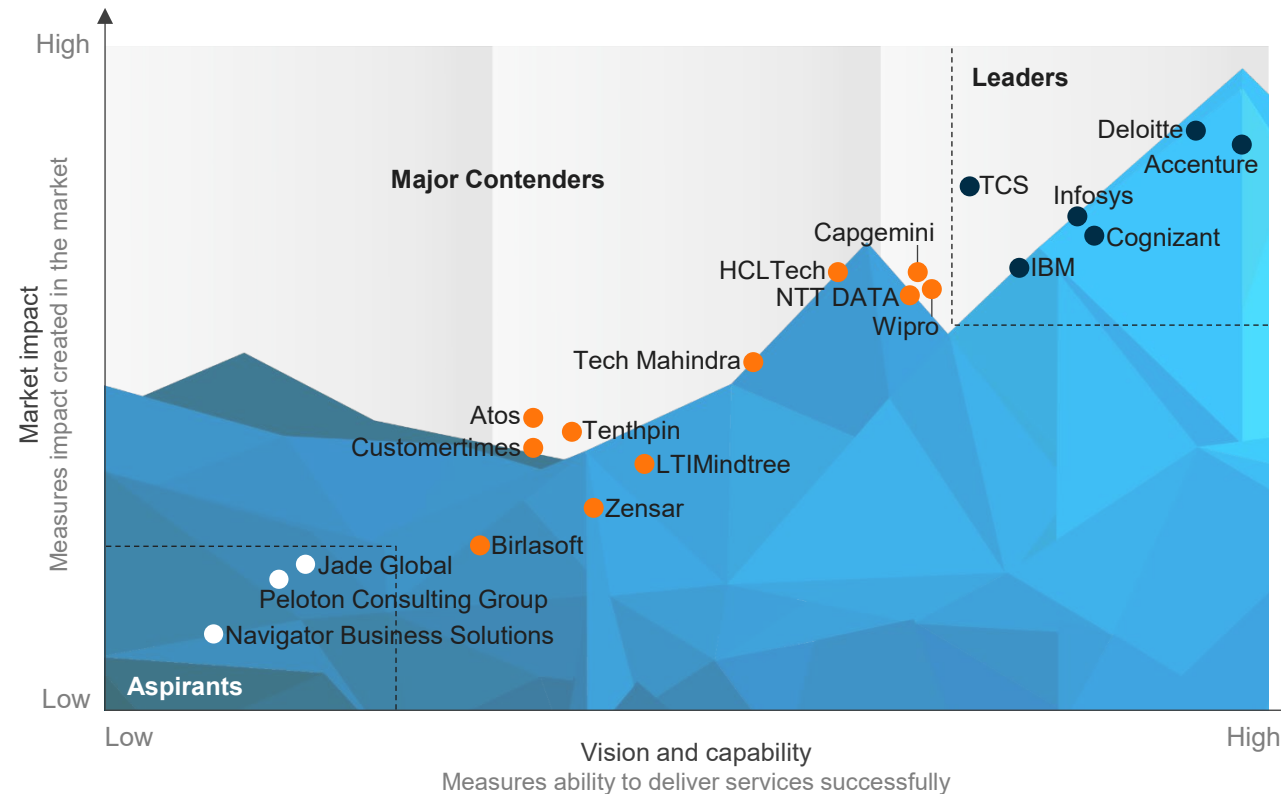 High
Leaders
Deloitte
Accenture
Major Contenders
TCS
Infosys
Capgemini
Cognizant
HCLTech
IBM
NTT DATA
Wipro
Tech Mahindra
Atos
Tenthpin
Customertimes
LTIMindtree
Zensar
Birlasoft
Jade Global
Peloton Consulting Group
Navigator Business Solutions
Aspirants
Low
Market impact
Measures impact created in the market
Low
High
Vision and capability
Measures ability to deliver services successfully